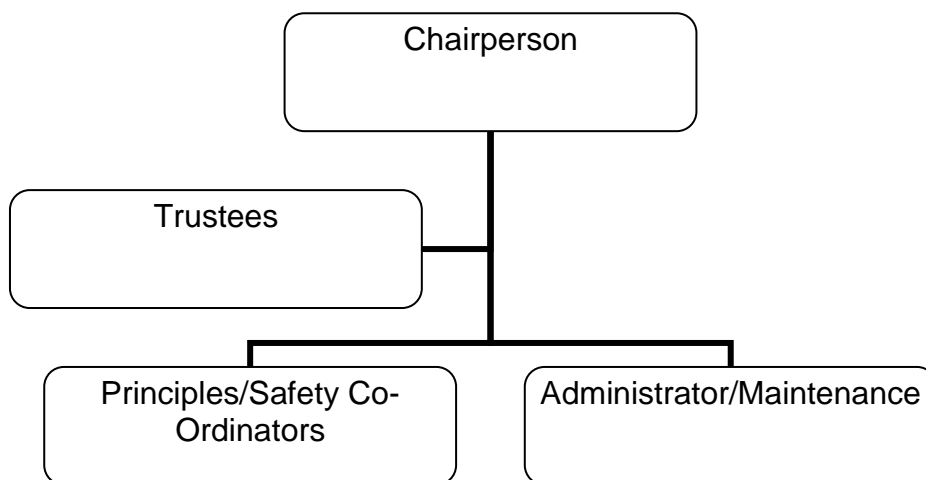 Chairperson
Trustees
Principles/Safety Co-
Ordinators
Administrator/Maintenance